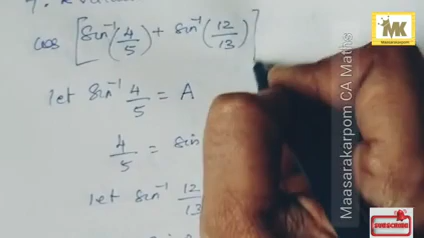 cos [sin⁻¹(4/5) + sin⁻¹(12/13)]
let sin⁻¹ 4/5 = A
4/5 = sin
let sin⁻¹ 12/13
MK
Maasarakarpom
Maasarakarpom CA Maths
SUBSCRIBE